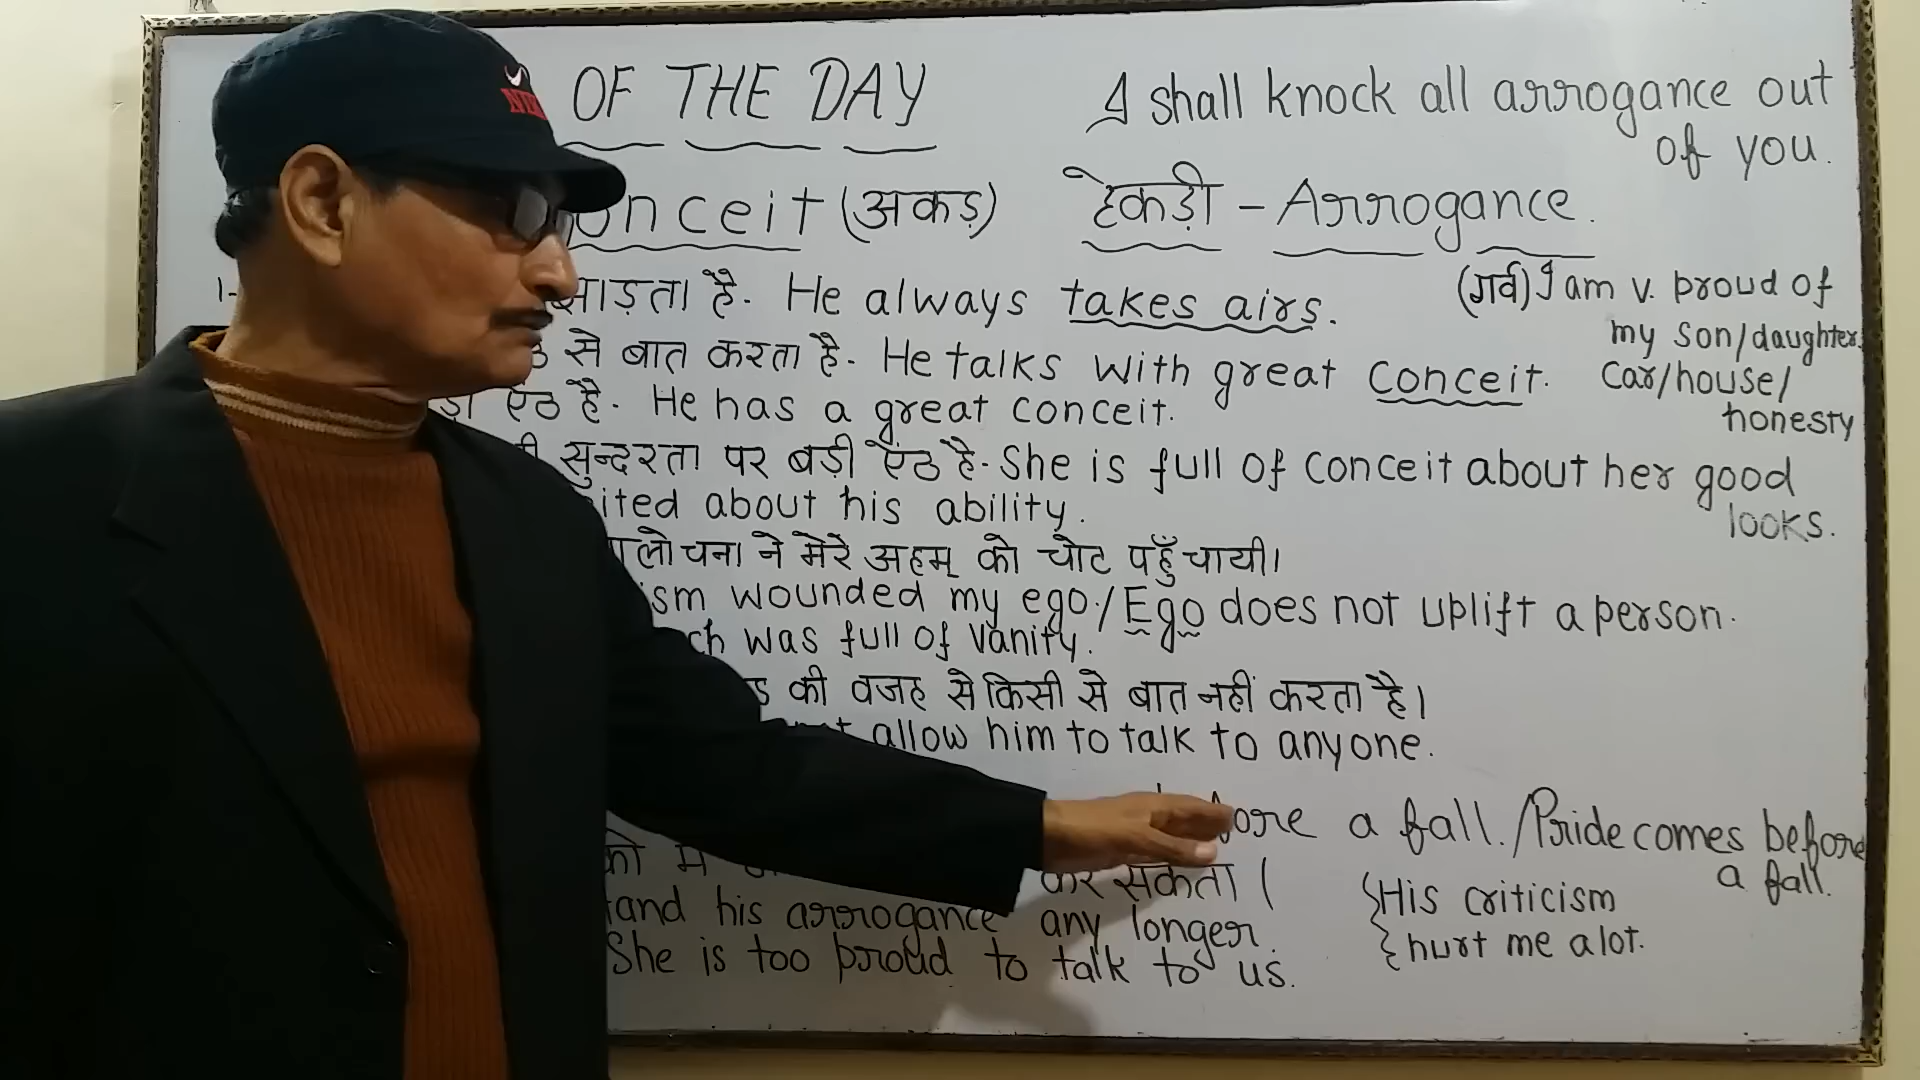 OF THE DAY
I shall knock all arrogance out
of you.
onceit (अकड़)
हेकड़ी - Arrogance.
1-
झाड़ता है. He always takes airs.
(गर्व) I am v. proud of
my son/daughter
से बात करता है. He talks with great conceit.
car/house/
honesty
ऐंठ है. He has a great conceit.
सुन्दरता पर बड़ी ऐंठ है. She is full of conceit about her good
looks.
ited about his ability.
लोचना ने मेरे अहम् को चोट पहुँचायी।
ism wounded my ego./Ego does not uplift a person.
ch was full of vanity.
की वजह से किसी से बात नहीं करता है।
allow him to talk to anyone.
fore a fall./Pride comes before
a fall.
को मैं
कर सकता।
and his arrogance any longer.
She is too proud to talk to us.
His criticism
hurt me a lot.